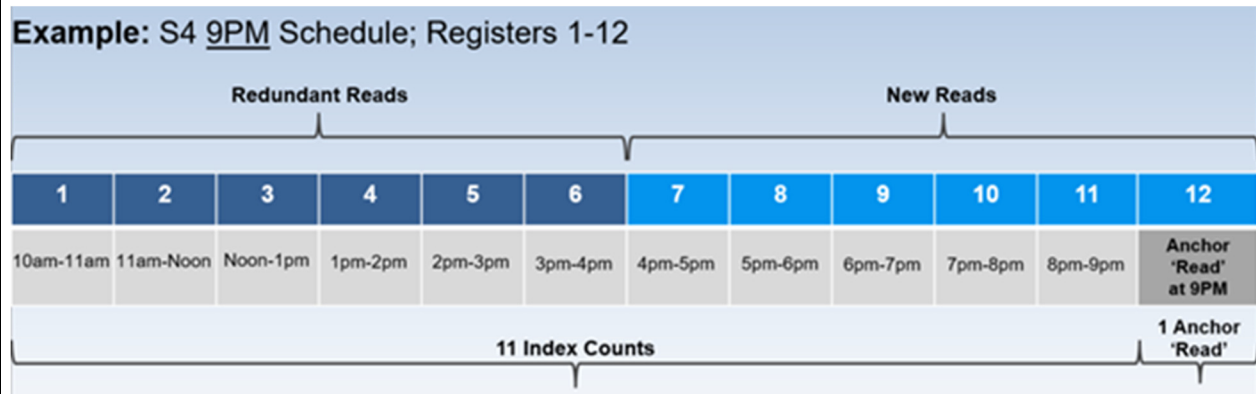 Example: S4 9PM Schedule; Registers 1-12
Redundant Reads
New Reads
1 2 3 4 5 6 7 8 9 10 11 12
10am-11am 11am-Noon Noon-1pm 1pm-2pm 2pm-3pm 3pm-4pm 4pm-5pm 5pm-6pm 6pm-7pm 7pm-8pm 8pm-9pm
Anchor
'Read'
at 9PM
11 Index Counts
1 Anchor
'Read'